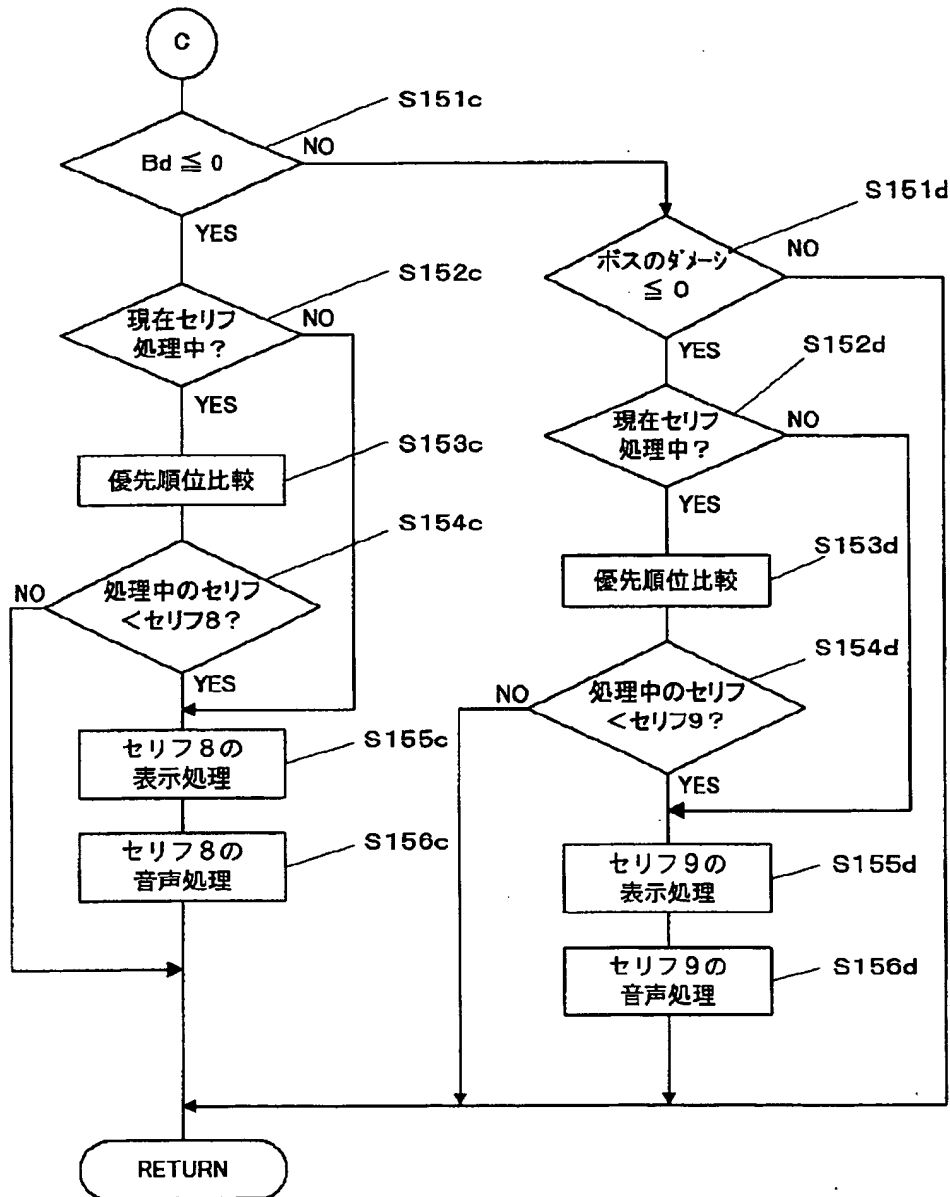 C
S151c
Bd ≦ 0
NO
YES
S152c
現在セリフ
処理中?
NO
YES
S153c
優先順位比較
S154c
NO
処理中のセリフ
<セリフ8?
YES
セリフ8の
表示処理
S155c
セリフ8の
音声処理
S156c
RETURN
S151d
ボスのダメージ
≦ 0
NO
YES
S152d
現在セリフ
処理中?
NO
YES
S153d
優先順位比較
S154d
NO
処理中のセリフ
<セリフ9?
YES
セリフ9の
表示処理
S155d
セリフ9の
音声処理
S156d